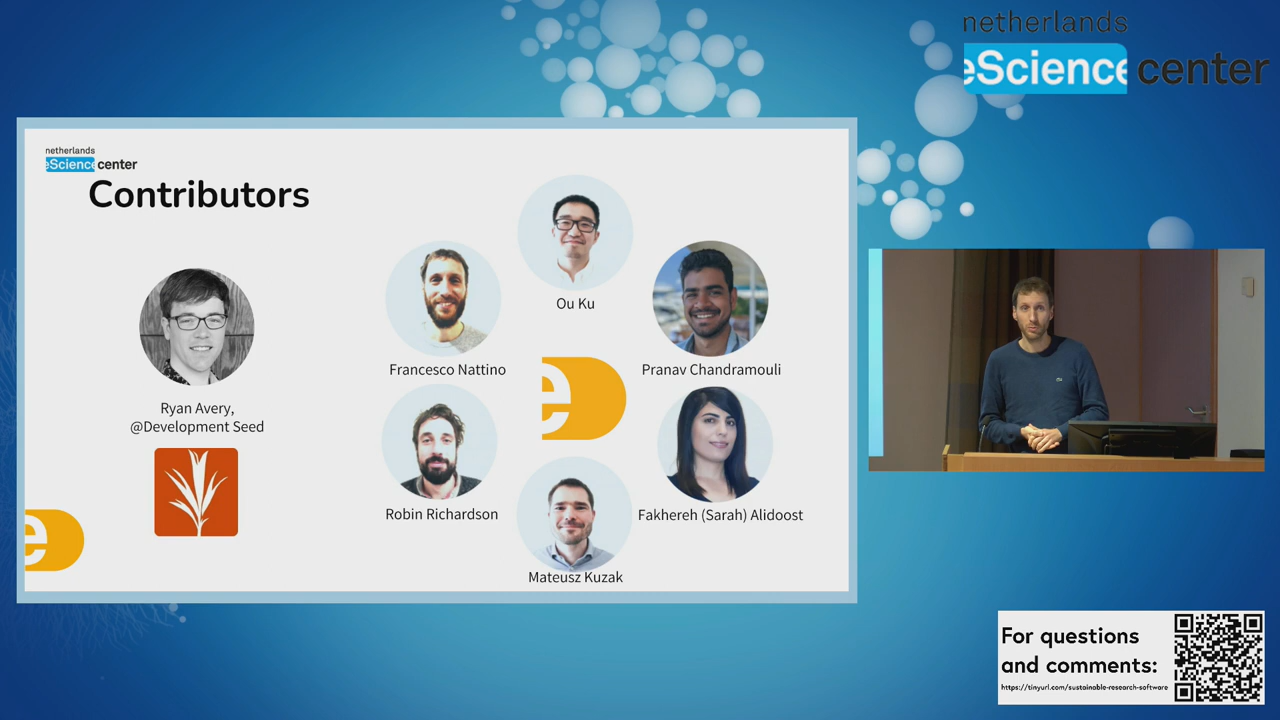 netherlands
eScience center
netherlands
eScience center
Contributors
Ou Ku
Francesco Nattino
Pranav Chandramouli
Ryan Avery,
@Development Seed
e
Robin Richardson
Fakhereh (Sarah) Alidoost
Mateusz Kuzak
e
For questions
and comments:
https://tinyurl.com/sustainable-research-software